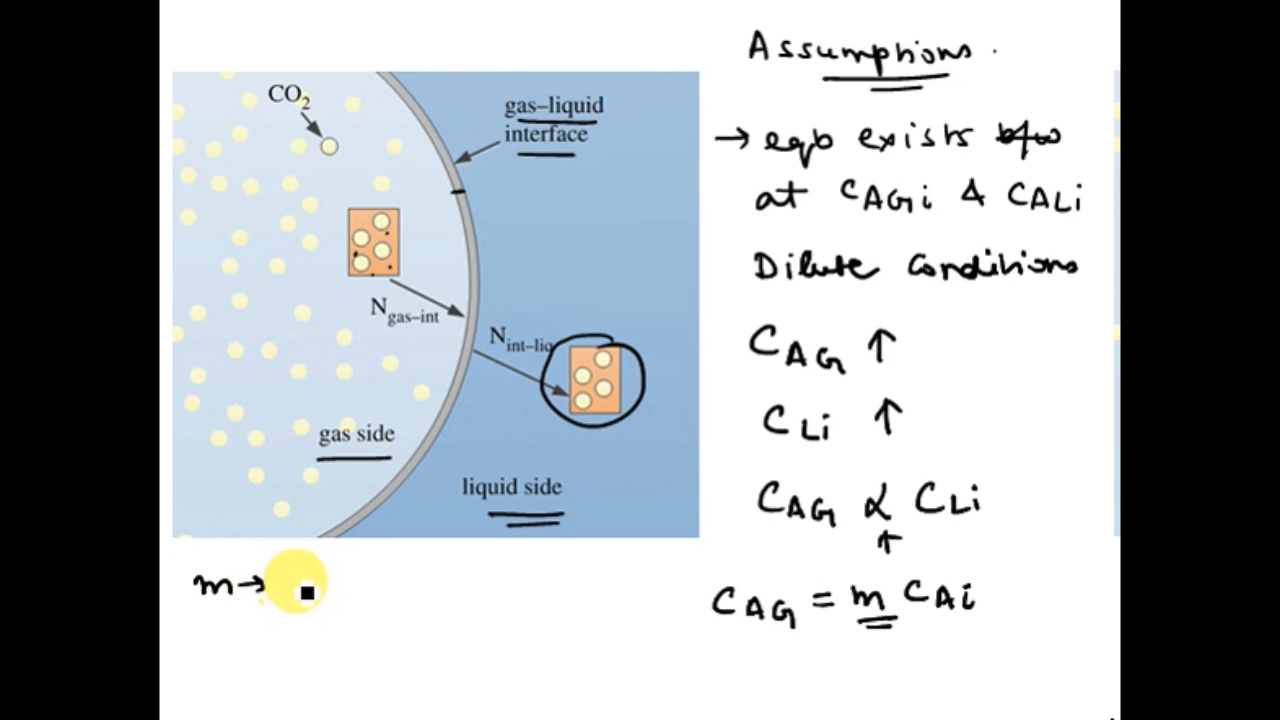 Assumptions.
CO2
gas–liquid
interface
→ eqb exists b/w
at CAGi & CALi
Dilute conditions
Ngas–int
Nint–liq
CAG ↑
CLi ↑
gas side
liquid side
CAG ∝ CLi
↑
m→
CAG = m CAi